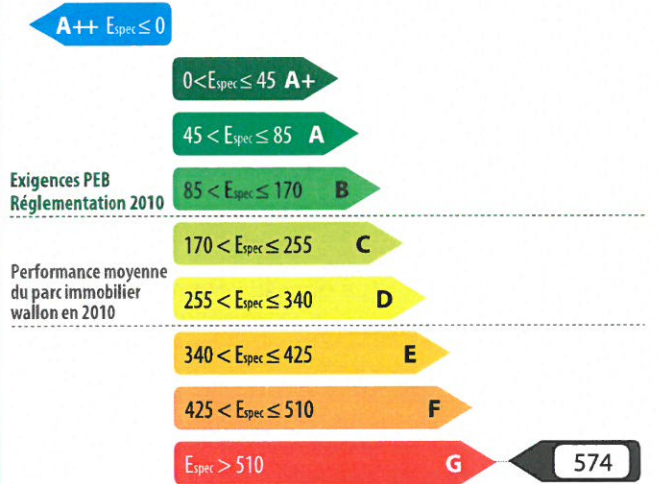 A++ Espec ≤ 0
0<Espec ≤ 45 A+
45 < Espec ≤ 85 A
Exigences PEB
Réglementation 2010
85 < Espec ≤ 170 B
170 < Espec ≤ 255 C
Performance moyenne
du parc immobilier
wallon en 2010
255 < Espec ≤ 340 D
340 < Espec ≤ 425 E
425 < Espec ≤ 510 F
Espec > 510 G 574